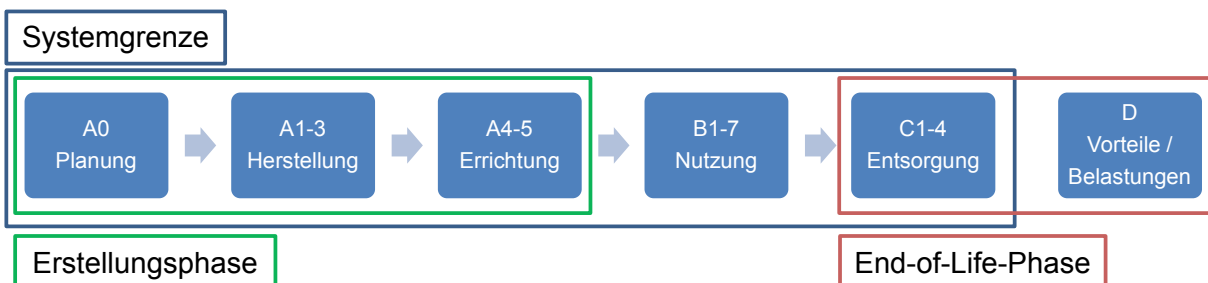 Systemgrenze
A0
Planung
A1-3
Herstellung
A4-5
Errichtung
B1-7
Nutzung
C1-4
Entsorgung
D
Vorteile /
Belastungen
Erstellungsphase
End-of-Life-Phase